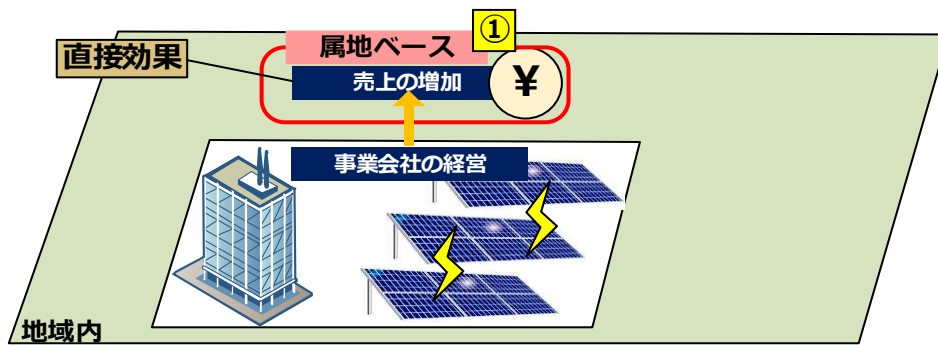 ①
属地ベース
直接効果
売上の増加
¥
事業会社の経営
地域内